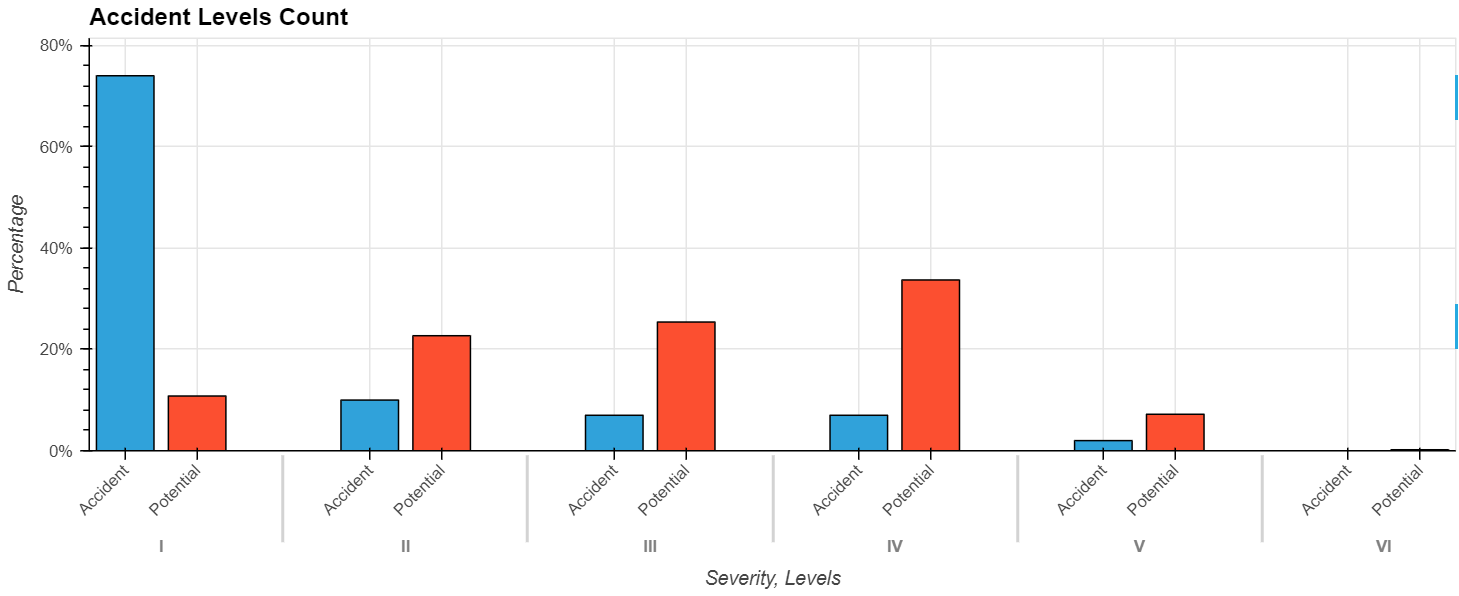 Accident Levels Count
Percentage
80%
60%
40%
20%
0%
Accident Potential Accident Potential Accident Potential Accident Potential Accident Potential Accident Potential
I II III IV V VI
Severity, Levels